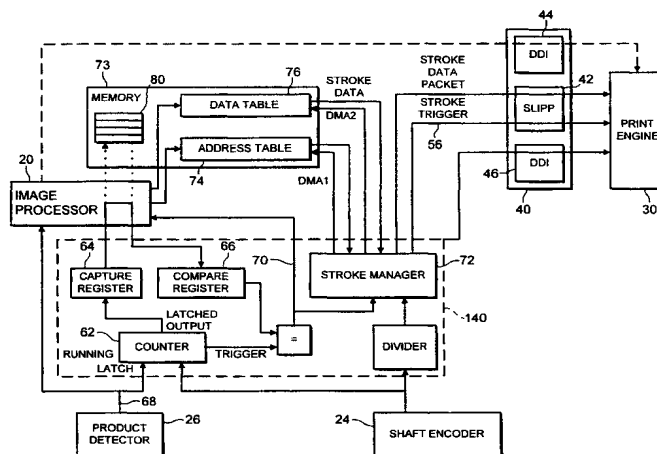 44
73
80
76
STROKE DATA
STROKE DATA PACKET
42
DDI
MEMORY
DATA TABLE
DMA2
STROKE TRIGGER
SLIPP
PRINT ENGINE
56
20
ADDRESS TABLE
74
DMA1
46
DDI
IMAGE PROCESSOR
40
30
64
66
70
72
CAPTURE REGISTER
COMPARE REGISTER
STROKE MANAGER
LATCHED OUTPUT
140
62
COUNTER
TRIGGER
=
DIVIDER
RUNNING
LATCH
68
PRODUCT DETECTOR
26
24
SHAFT ENCODER